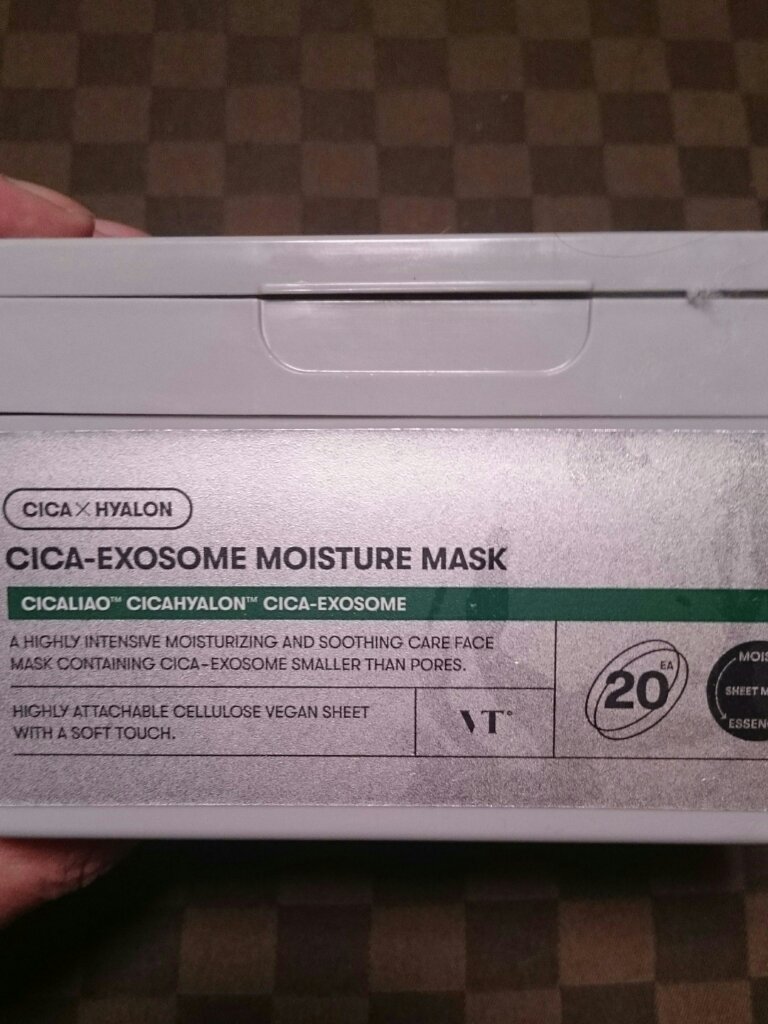 CICA×HYALON
CICA-EXOSOME MOISTURE MASK
CICALIAO™ CICAHYALON™ CICA-EXOSOME
A HIGHLY INTENSIVE MOISTURIZING AND SOOTHING CARE FACE
MASK CONTAINING CICA-EXOSOME SMALLER THAN PORES.
HIGHLY ATTACHABLE CELLULOSE VEGAN SHEET
WITH A SOFT TOUCH.
VT°
20 EA
SHEET